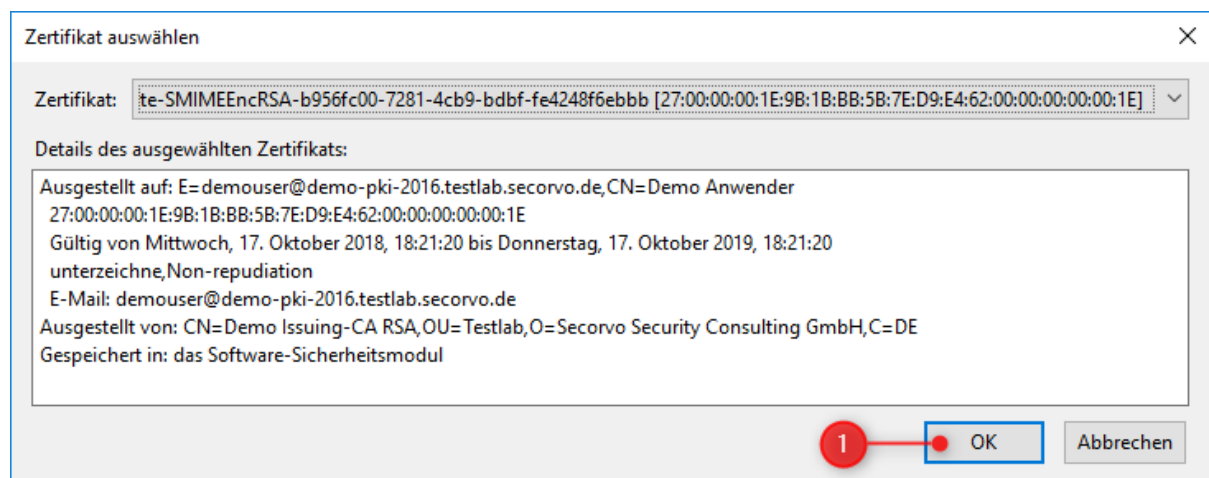 Zertifikat auswählen
Zertifikat: te-SMIMEEncRSA-b956fc00-7281-4cb9-bdbf-fe4248f6ebbb [27:00:00:00:1E:9B:1B:BB:5B:7E:D9:E4:62:00:00:00:00:00:1E]
Details des ausgewählten Zertifikats:
Ausgestellt auf: E=demouser@demo-pki-2016.testlab.secorvo.de,CN=Demo Anwender
27:00:00:00:1E:9B:1B:BB:5B:7E:D9:E4:62:00:00:00:00:00:1E
Gültig von Mittwoch, 17. Oktober 2018, 18:21:20 bis Donnerstag, 17. Oktober 2019, 18:21:20
unterzeichne,Non-repudiation
E-Mail: demouser@demo-pki-2016.testlab.secorvo.de
Ausgestellt von: CN=Demo Issuing-CA RSA,OU=Testlab,O=Secorvo Security Consulting GmbH,C=DE
Gespeichert in: das Software-Sicherheitsmodul
1 OK Abbrechen